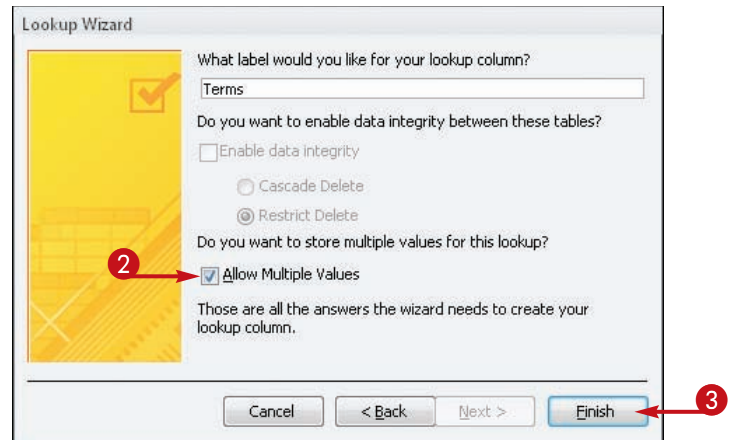 Lookup Wizard
What label would you like for your lookup column?
Terms
Do you want to enable data integrity between these tables?
Enable data integrity
Cascade Delete
Restrict Delete
Do you want to store multiple values for this lookup?
2
Allow Multiple Values
Those are all the answers the wizard needs to create your
lookup column.
Cancel < Back Next > Finish 3